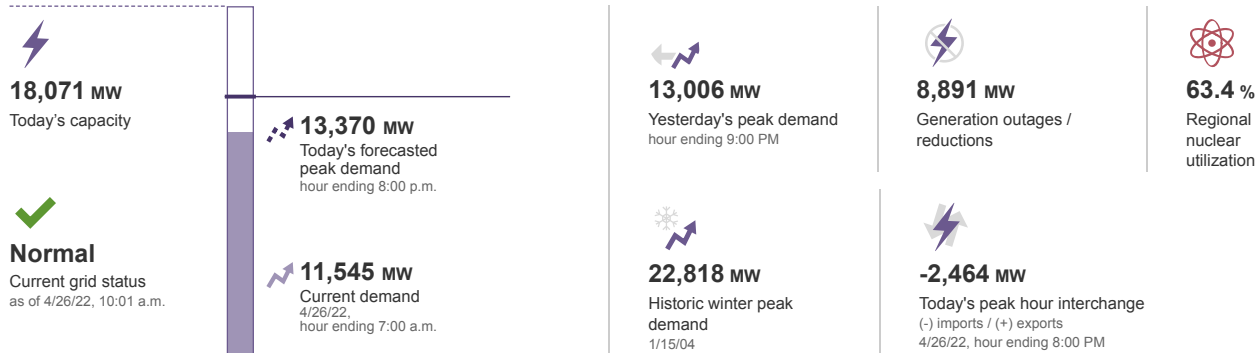 18,071 MW
Today's capacity
Normal
Current grid status
as of 4/26/22, 10:01 a.m.
13,370 MW
Today's forecasted
peak demand
hour ending 8:00 p.m.
11,545 MW
Current demand
4/26/22,
hour ending 7:00 a.m.
13,006 MW
Yesterday's peak demand
hour ending 9:00 PM
8,891 MW
Generation outages /
reductions
63.4 %
Regional
nuclear
utilization
22,818 MW
Historic winter peak
demand
1/15/04
-2,464 MW
Today's peak hour interchange
(-) imports / (+) exports
4/26/22, hour ending 8:00 PM